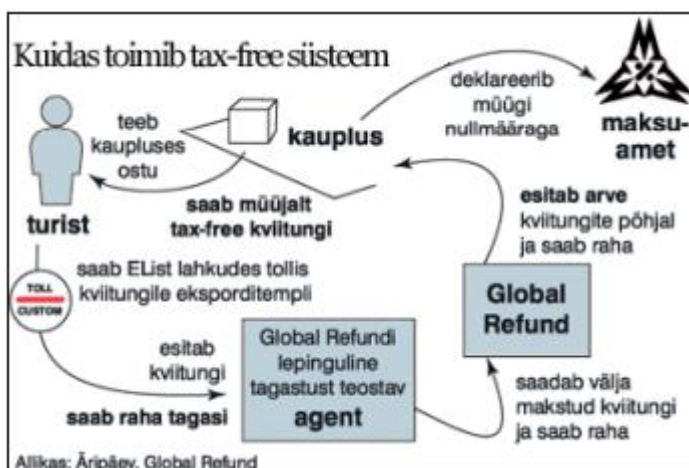 Kuidas toimib tax-free süsteem
teeb
kaupluses
ostu
kauplus
deklareerib
müügi
nullmääraga
maksu-
amet
turist
saab müüjalt
tax-free kviitungi
esitab arve
kviitungite põhjal
ja saab raha
saab EList lahkudes tollis
kviitungile eksporditempli
TOLL
CUSTOM
Global
Refund
esitab
kviitungi
saab raha tagasi
Global Refundi
lepinguline
tagastust teostav
agent
saadab välja
makstud kviitungi
ja saab raha
Allikas: Äripäev, Global Refund